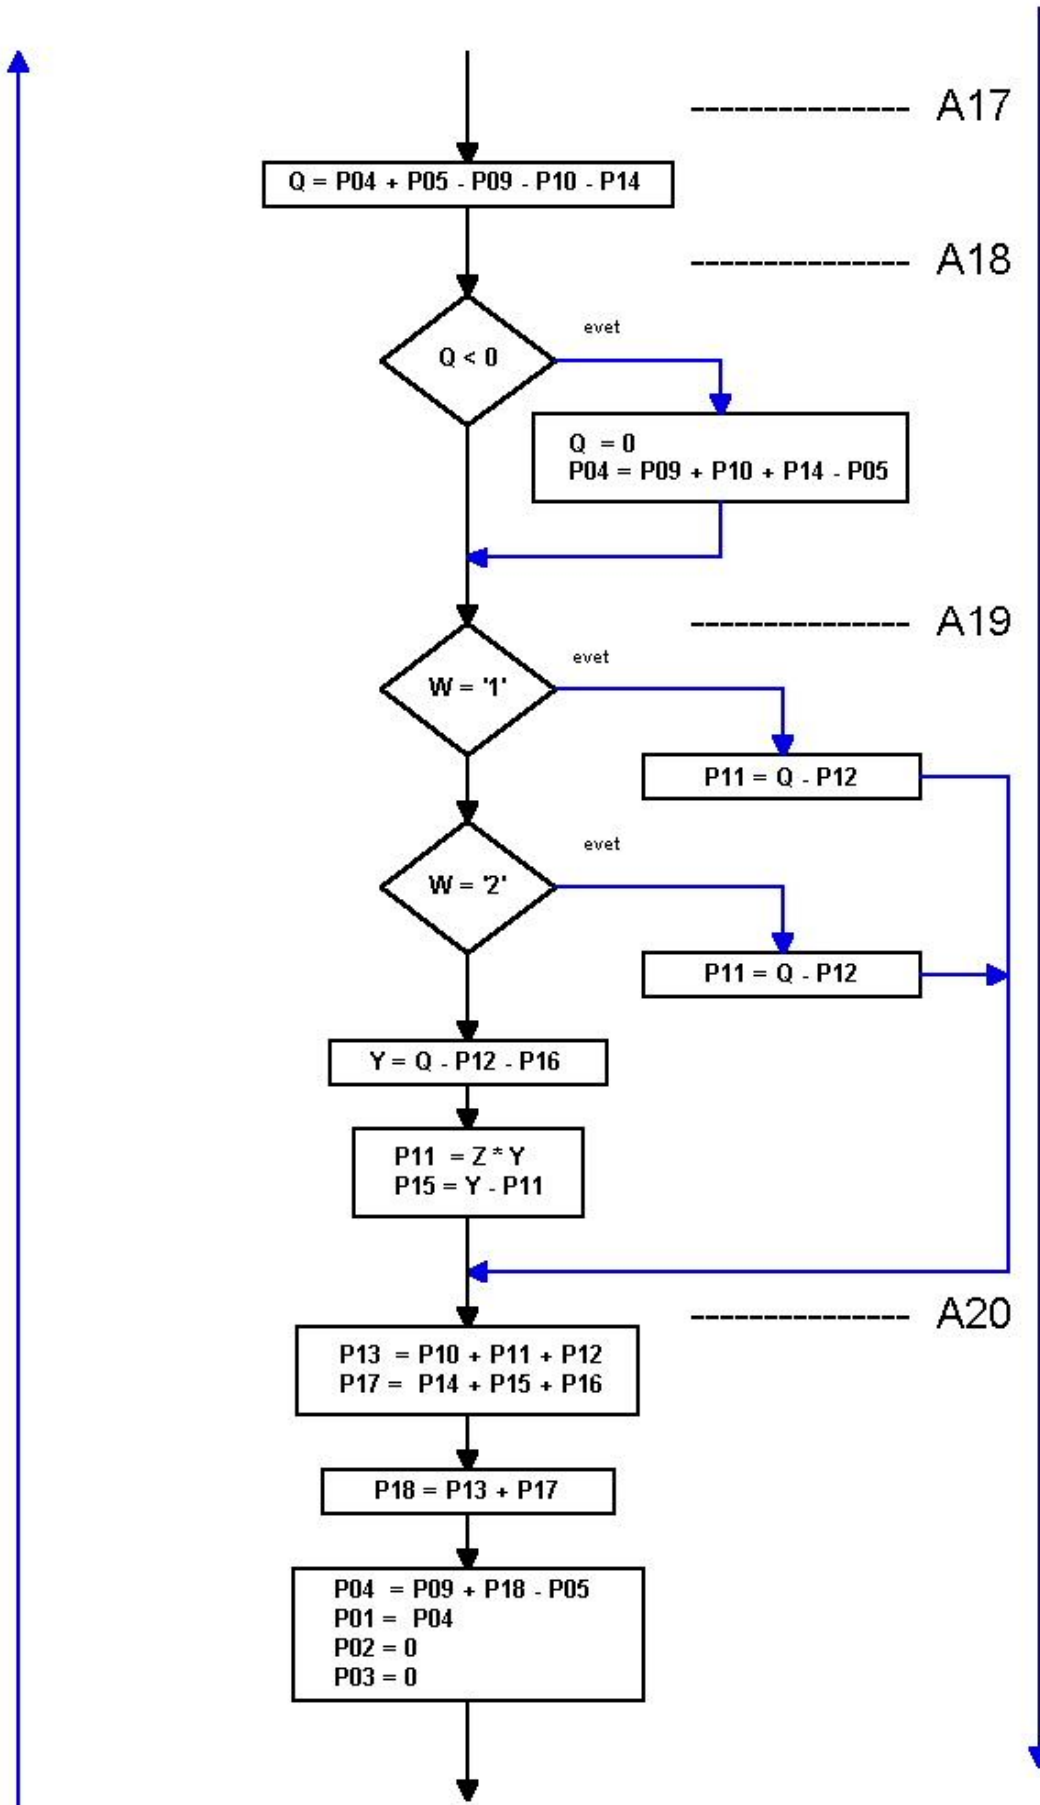 --------------- A17
Q = P04 + P05 - P09 - P10 - P14
--------------- A18
evet
Q < 0
Q  = 0
P04 = P09 + P10 + P14 - P05
--------------- A19
evet
W = '1'
P11 = Q - P12
evet
W = '2'
P11 = Q - P12
Y = Q - P12 - P16
P11  = Z * Y
P15 = Y - P11
--------------- A20
P13  = P10 + P11 + P12
P17 =  P14 + P15 + P16
P18 = P13 + P17
P04  = P09 + P18 - P05
P01 =  P04
P02 = 0
P03 = 0